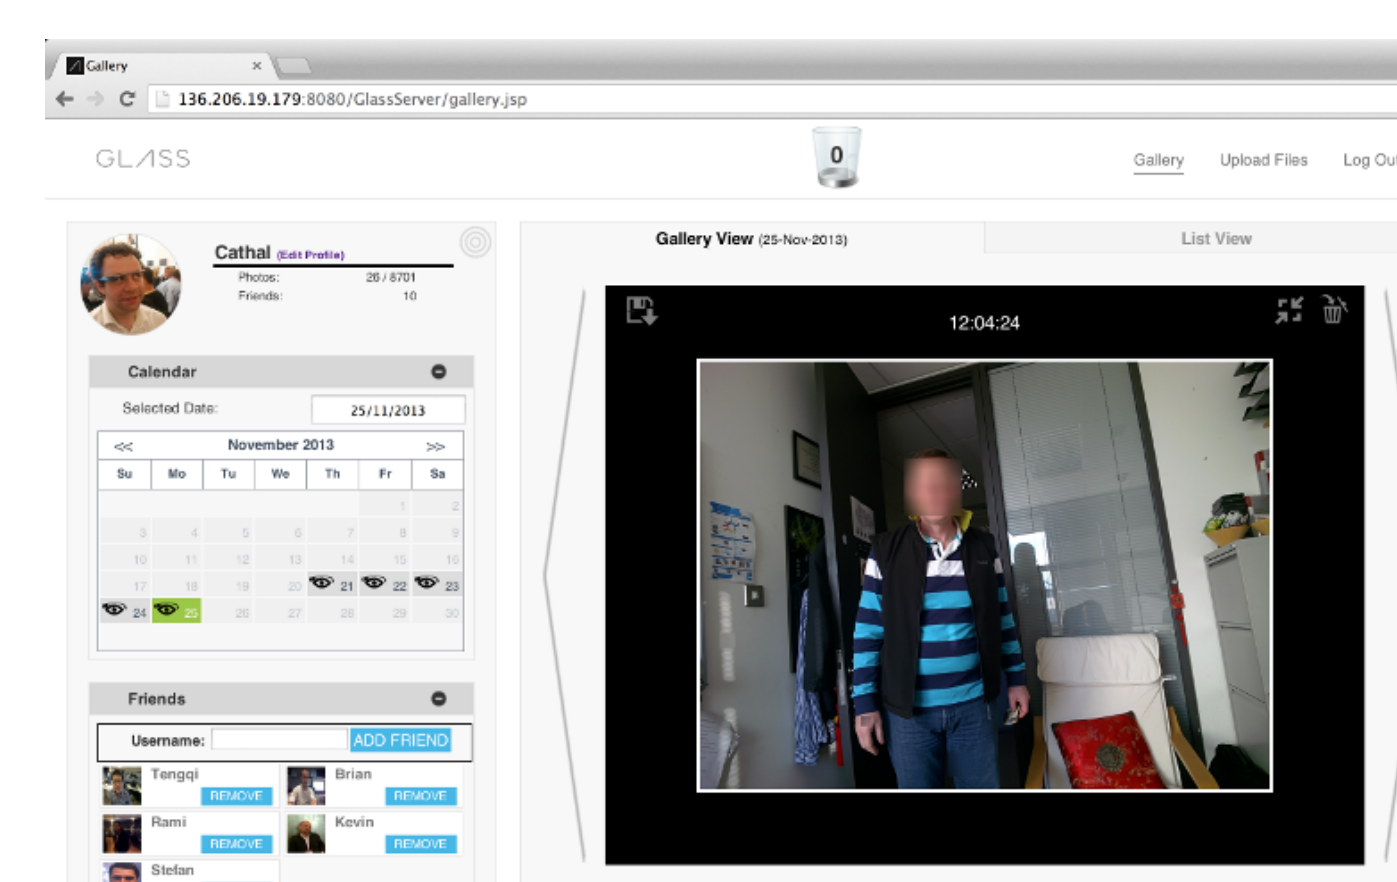 Gallery
136.206.19.179:8080/GlassServer/gallery.jsp
GLASS
0
Gallery Upload Files Log Out
Cathal (Edit Profile)
Photos: 26 / 8701
Friends: 10
Calendar
Selected Date: 25/11/2013
<< November 2013 >>
Su Mo Tu We Th Fr Sa
1 2
3 4 5 6 7 8 9
10 11 12 13 14 15 16
17 18 19 20 21 22 23
24 25 26 27 28 29 30
Friends
Username: ADD FRIEND
Tengqi Brian
REMOVE REMOVE
Rami Kevin
REMOVE REMOVE
Stefan
Gallery View (25-Nov-2013) List View
12:04:24